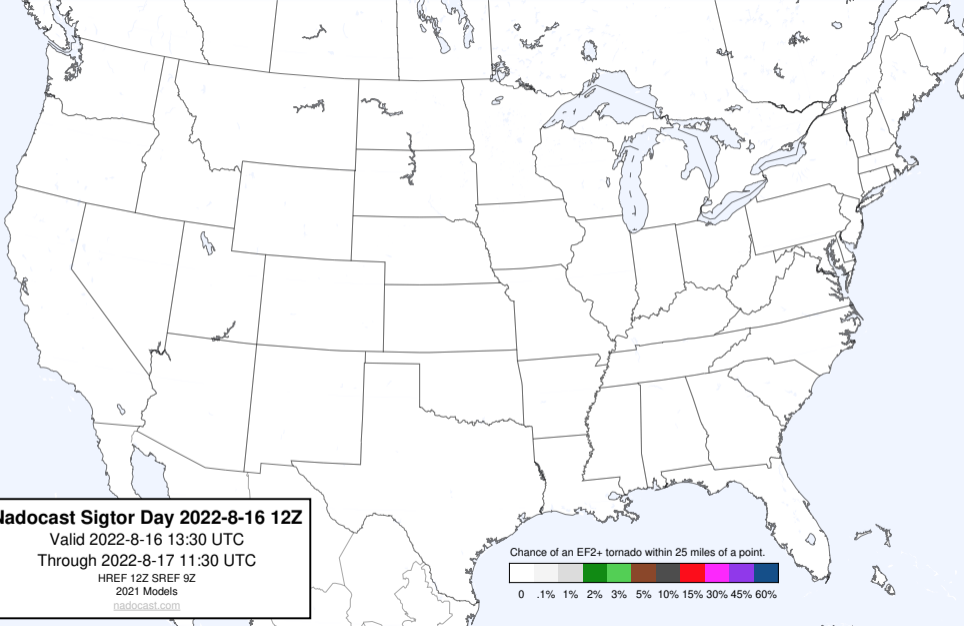 Nadocast Sigtor Day 2022-8-16 12Z
Valid 2022-8-16 13:30 UTC
Through 2022-8-17 11:30 UTC
HREF 12Z SREF 9Z
2021 Models
nadocast.com
Chance of an EF2+ tornado within 25 miles of a point.
0 .1% 1% 2% 3% 5% 10% 15% 30% 45% 60%